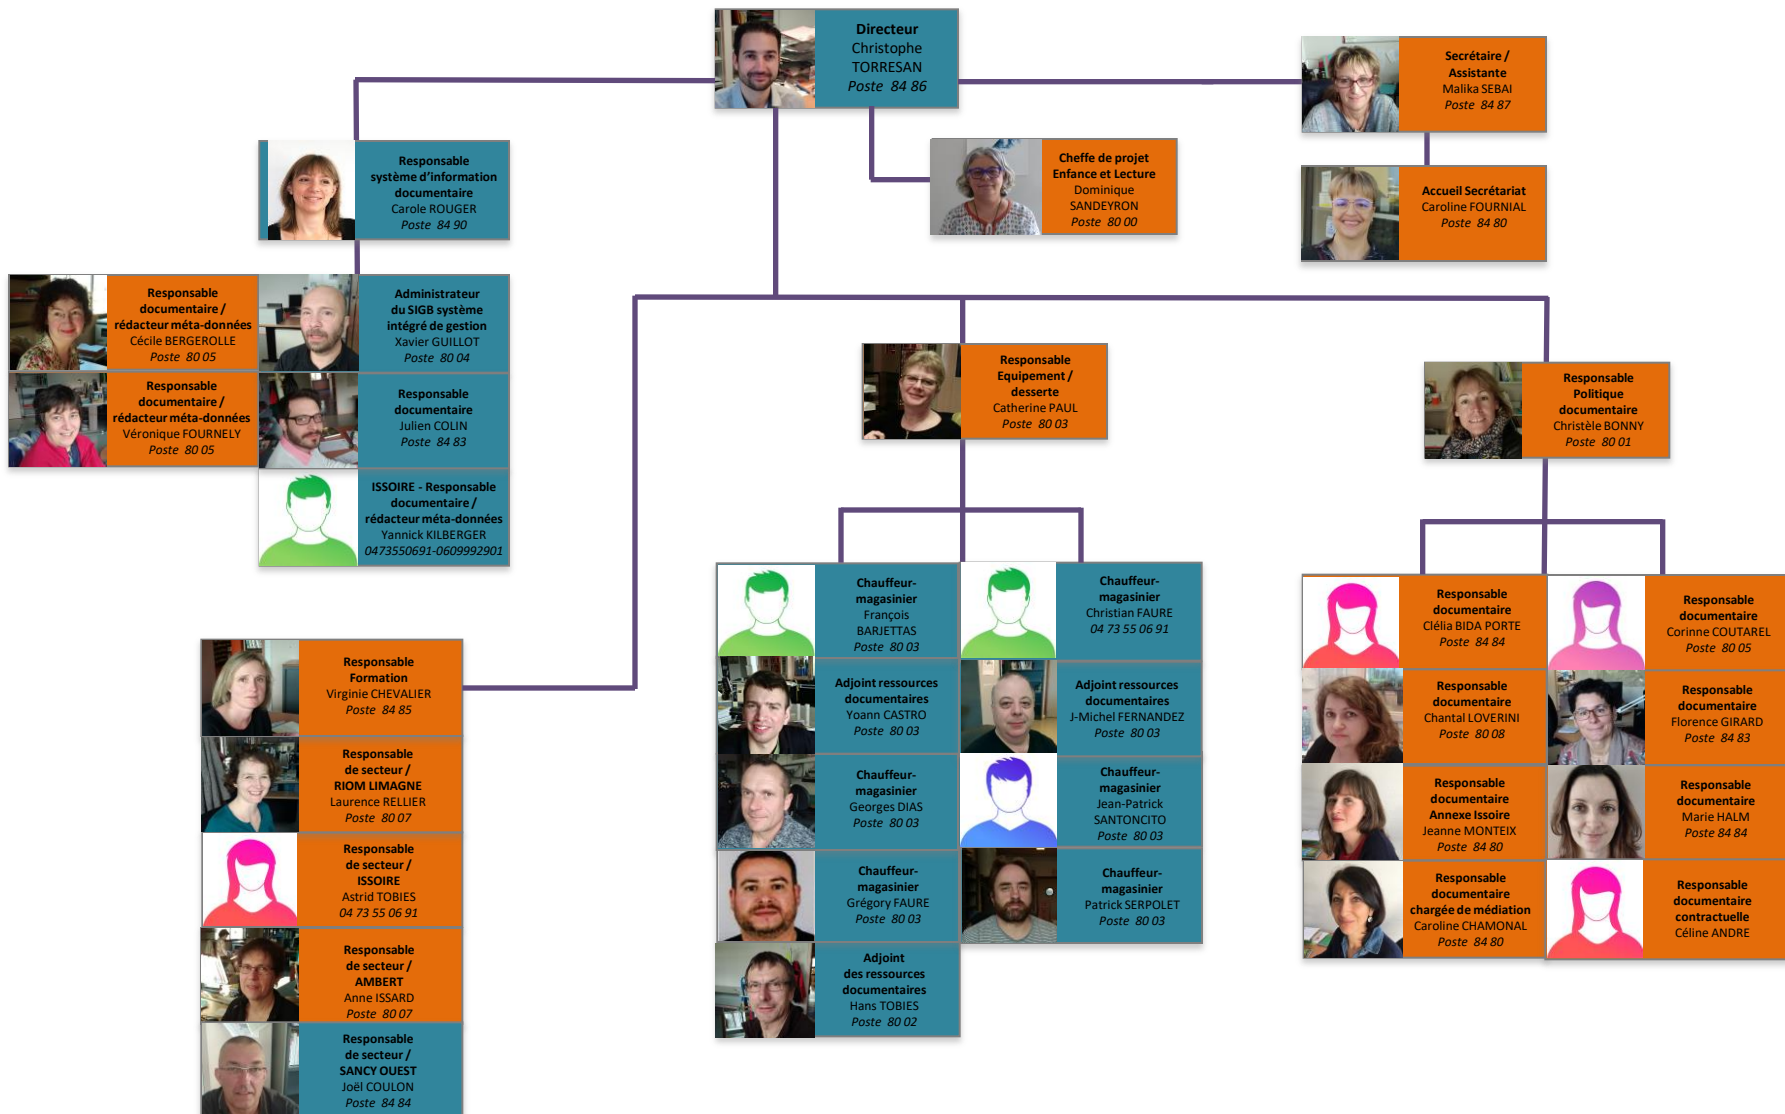 Directeur
Christophe
TORRESAN
Poste 84 86
Secrétaire /
Assistante
Malika SEBAI
Poste 84 87
Cheffe de projet
Enfance et Lecture
Dominique
SANDEYRON
Poste 80 00
Accueil Secrétariat
Caroline FOURNIAL
Poste 84 80
Responsable
système d'information
documentaire
Carole ROUGER
Poste 84 90
Responsable
documentaire /
rédacteur méta-données
Cécile BERGEROLLE
Poste 80 05
Administrateur
du SIGB système
intégré de gestion
Xavier GUILLOT
Poste 80 04
Responsable
documentaire /
rédacteur méta-données
Véronique FOURNELY
Poste 80 05
Responsable
documentaire
Julien COLIN
Poste 84 83
ISSOIRE - Responsable
documentaire /
rédacteur méta-données
Yannick KILBERGER
0473550691-0609992901
Responsable
Equipement /
desserte
Catherine PAUL
Poste 80 03
Responsable
Politique
documentaire
Christèle BONNY
Poste 80 01
Responsable
Formation
Virginie CHEVALIER
Poste 84 85
Responsable
de secteur /
RIOM LIMAGNE
Laurence RELLIER
Poste 80 07
Responsable
de secteur /
ISSOIRE
Astrid TOBIES
04 73 55 06 91
Responsable
de secteur /
AMBERT
Anne ISSARD
Poste 80 07
Responsable
de secteur /
SANCY OUEST
Joël COULON
Poste 84 84
Chauffeur-
magasinier
François
BARJETTAS
Poste 80 03
Chauffeur-
magasinier
Christian FAURE
04 73 55 06 91
Adjoint ressources
documentaires
Yoann CASTRO
Poste 80 03
Adjoint ressources
documentaires
J-Michel FERNANDEZ
Poste 80 03
Chauffeur-
magasinier
Georges DIAS
Poste 80 03
Chauffeur-
magasinier
Jean-Patrick
SANTONCITO
Poste 80 03
Chauffeur-
magasinier
Grégory FAURE
Poste 80 03
Chauffeur-
magasinier
Patrick SERPOLET
Poste 80 03
Adjoint
des ressources
documentaires
Hans TOBIES
Poste 80 02
Responsable
documentaire
Clélia BIDA PORTE
Poste 84 84
Responsable
documentaire
Corinne COUTAREL
Poste 80 05
Responsable
documentaire
Chantal LOVERINI
Poste 80 08
Responsable
documentaire
Florence GIRARD
Poste 84 83
Responsable
documentaire
Annexe Issoire
Jeanne MONTEIX
Poste 84 80
Responsable
documentaire
Marie HALM
Poste 84 84
Responsable
documentaire
chargée de médiation
Caroline CHAMONAL
Poste 84 80
Responsable
documentaire
contractuelle
Céline ANDRE